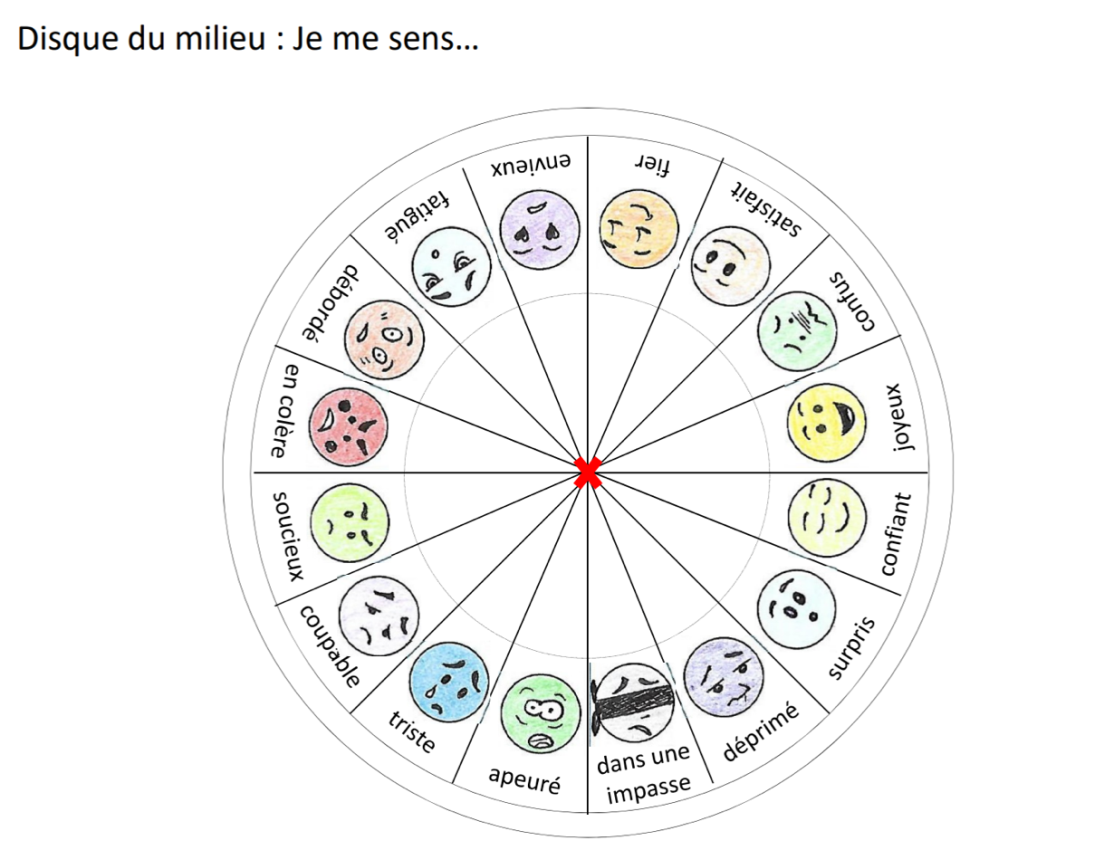 Disque du milieu : Je me sens...
fier
satisfait
confus
joyeux
confiant
surpris
déprimé
dans une
impasse
apeuré
triste
coupable
soucieux
en colère
débordé
fatigué
envieux